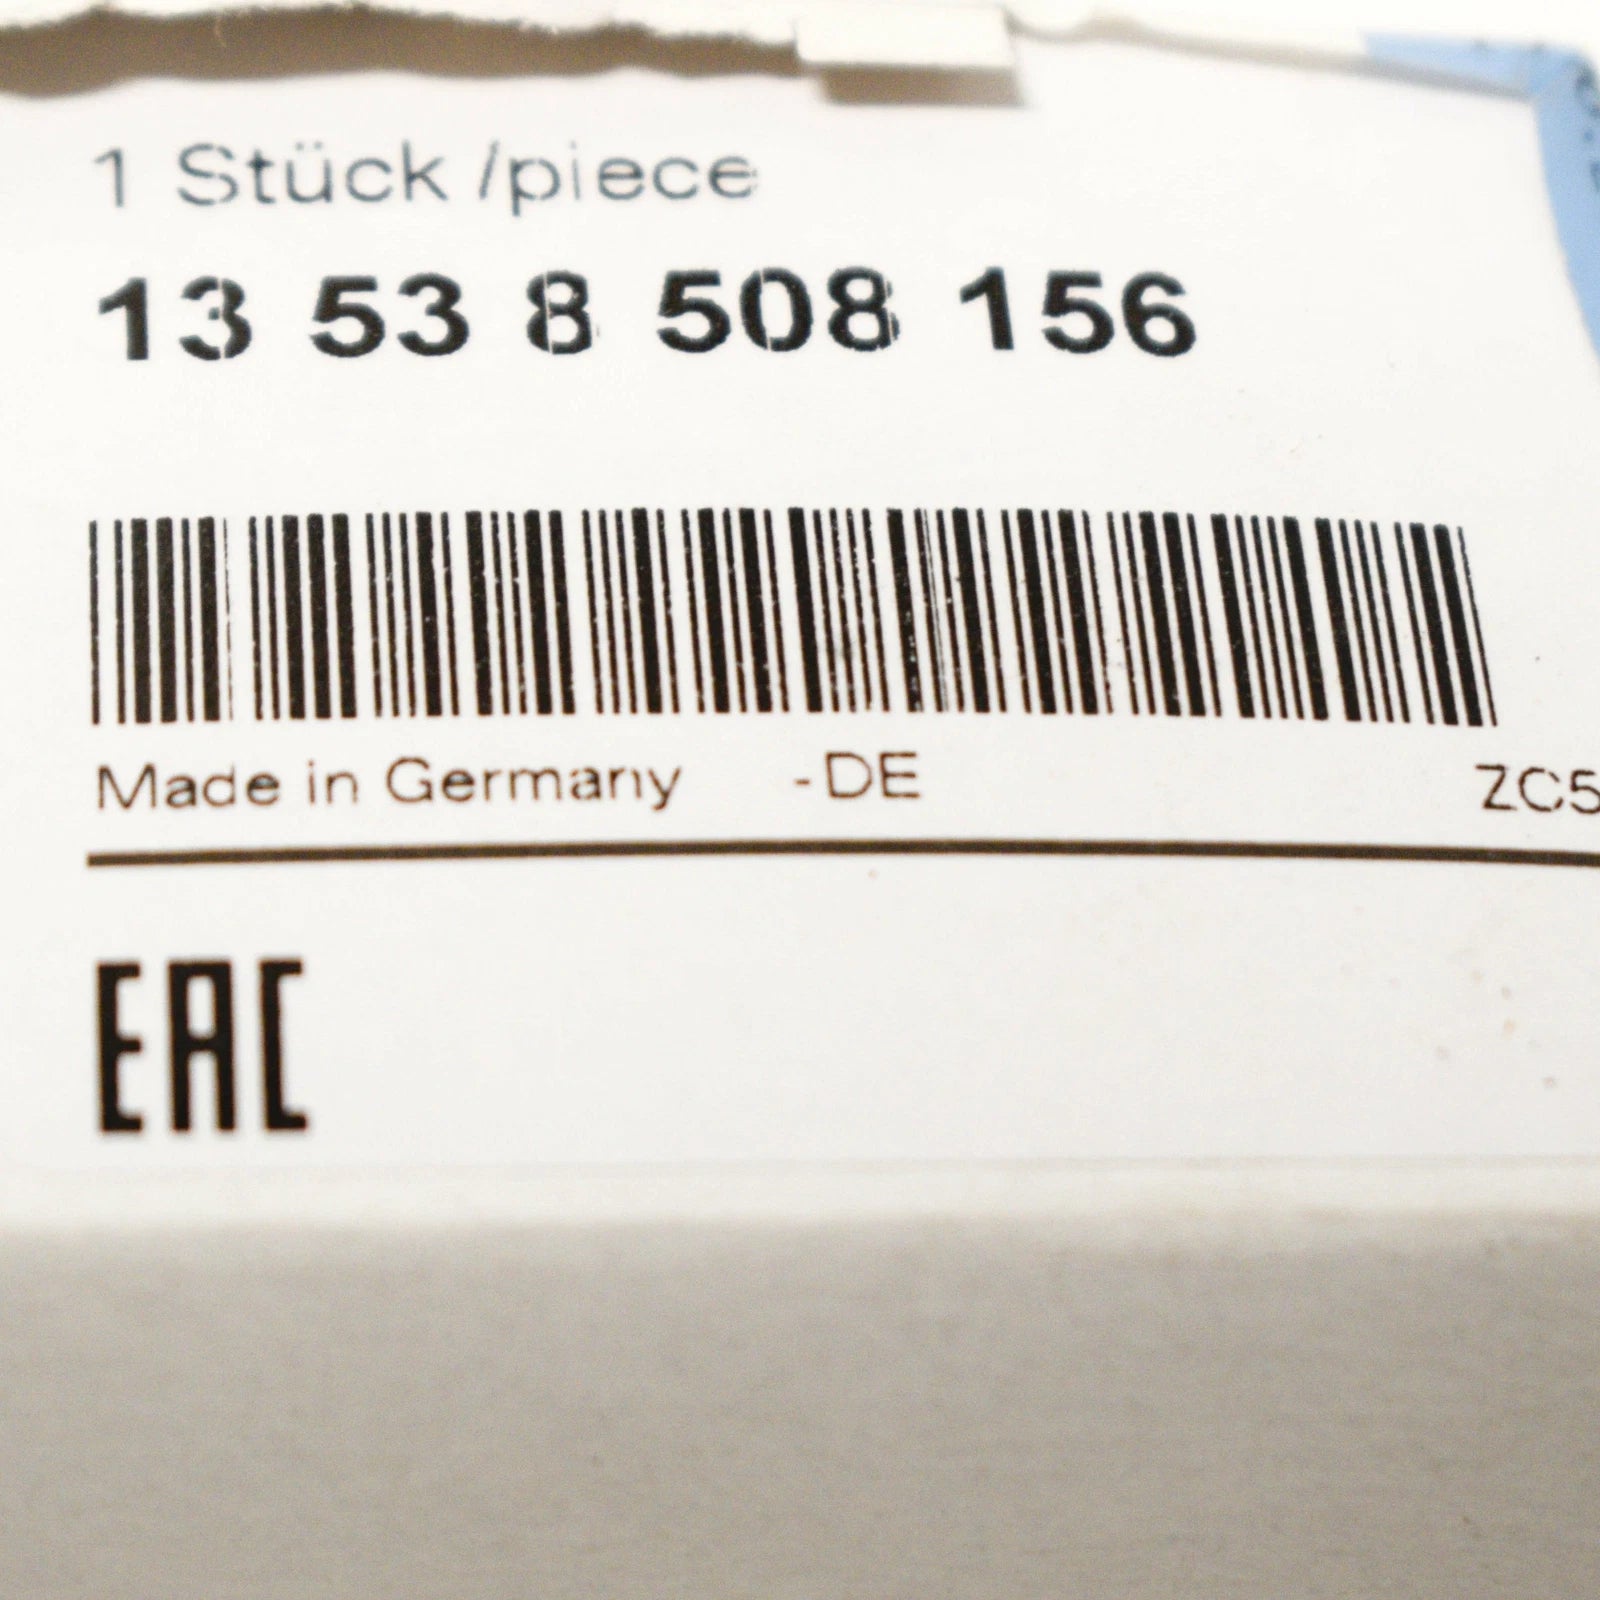 1 Stück /piece
13 53 8 508 156
Made in Germany -DE ZC5
EAC